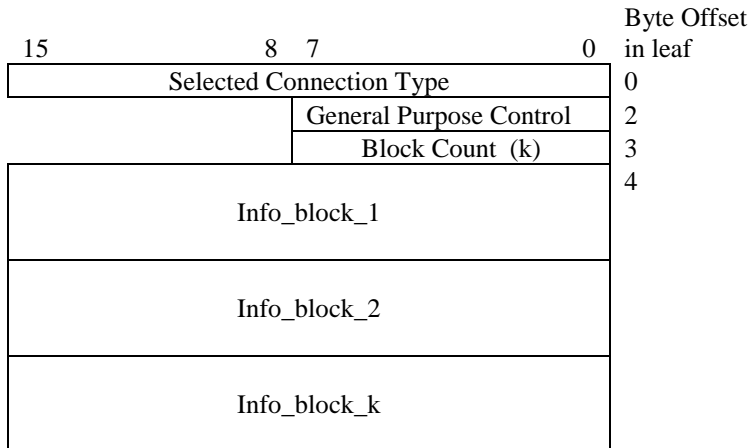 Byte Offset
15 8 7 0 in leaf
Selected Connection Type 0
General Purpose Control 2
Block Count (k) 3
4
Info_block_1
Info_block_2
Info_block_k